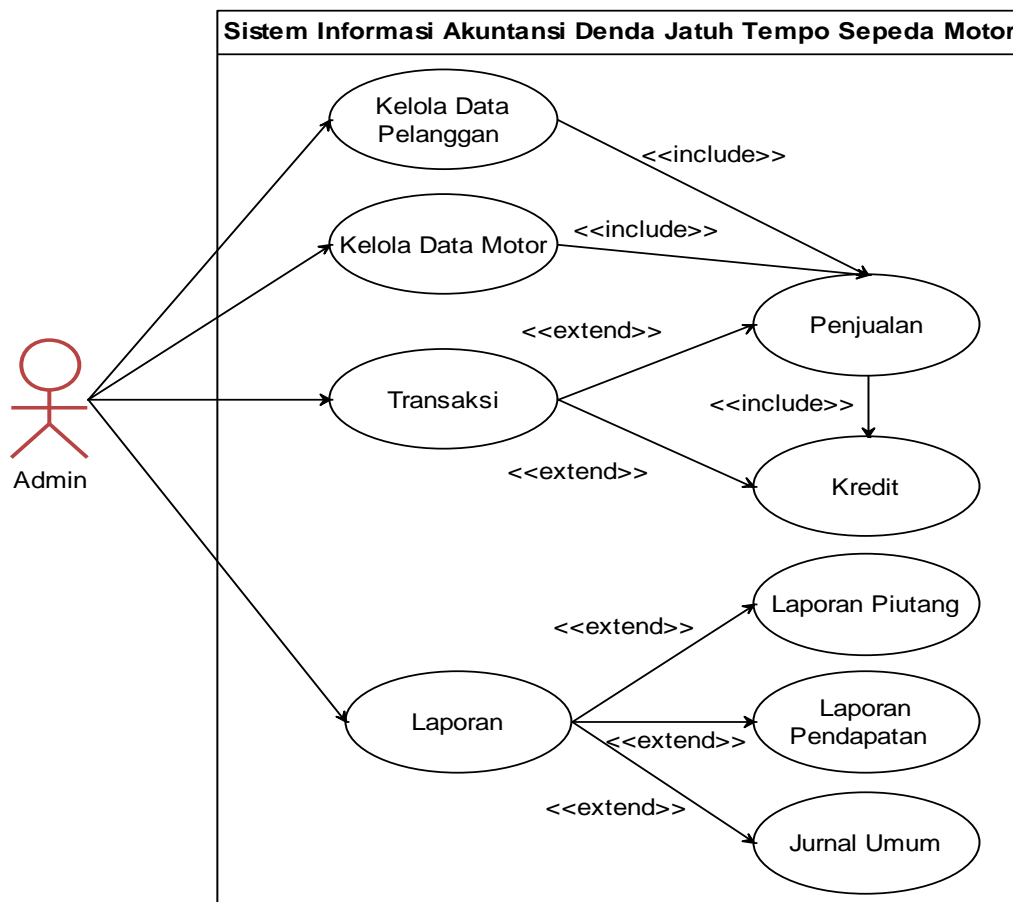 Sistem Informasi Akuntansi Denda Jatuh Tempo Sepeda Motor
Kelola Data
Pelanggan
<<include>>
Kelola Data Motor
<<include>>
Penjualan
<<extend>>
Transaksi
<<include>>
<<extend>>
Kredit
Admin
Laporan Piutang
<<extend>>
Laporan
Laporan
Pendapatan
<<extend>>
<<extend>>
Jurnal Umum